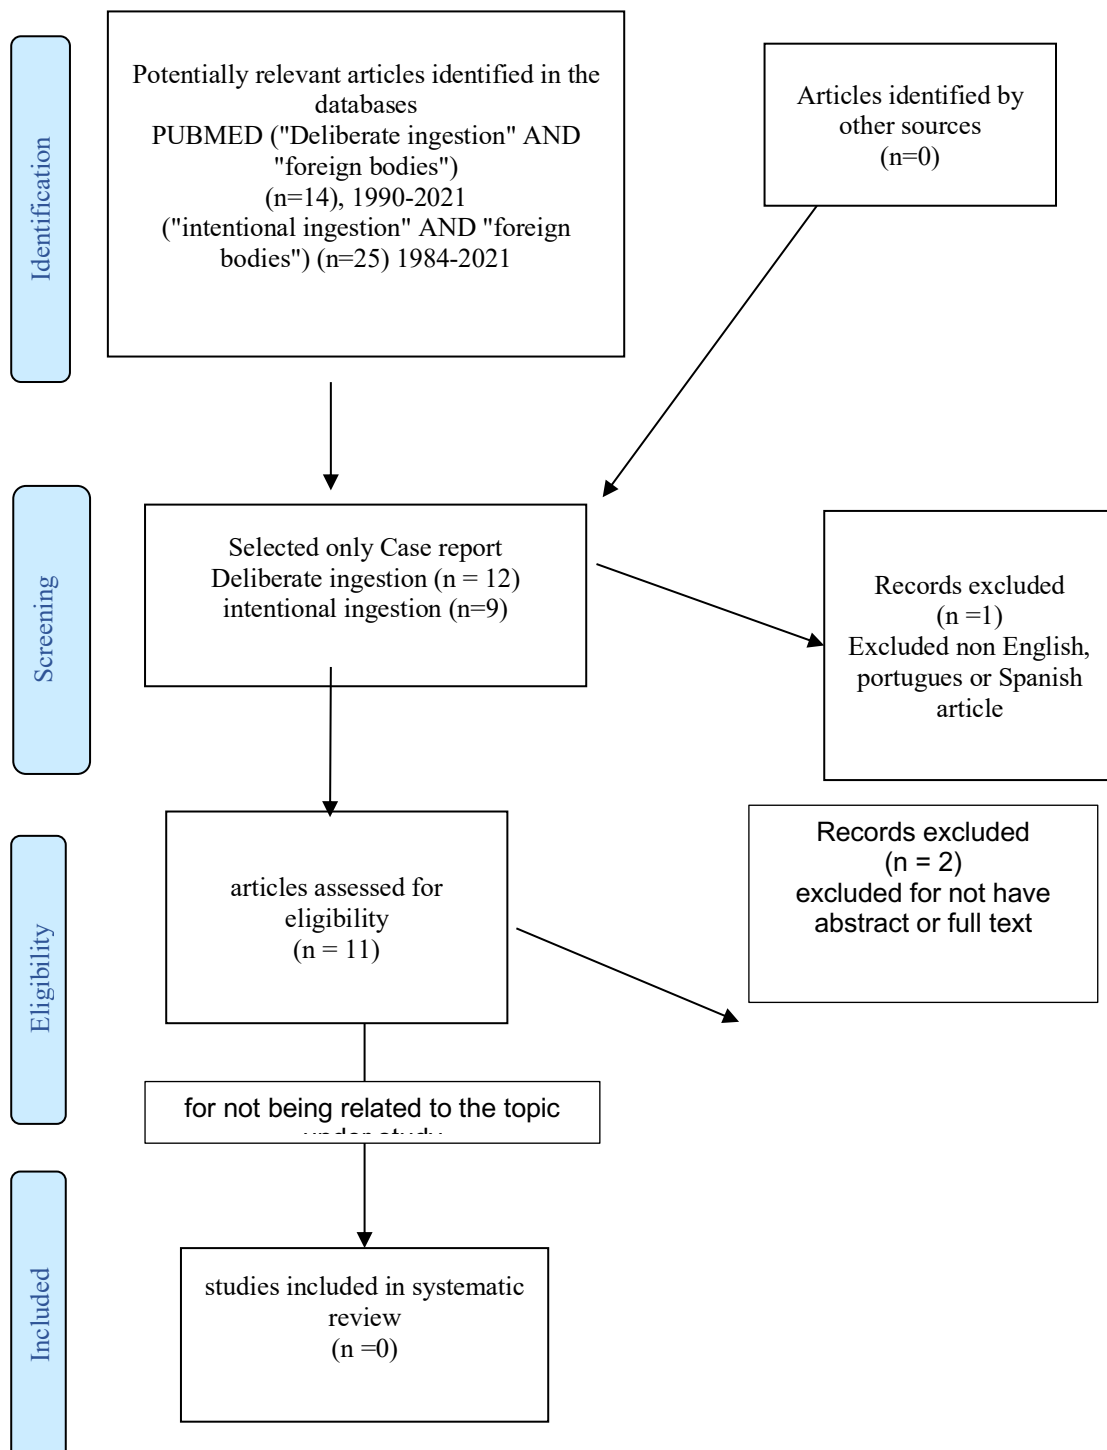 Identification
Potentially relevant articles identified in the
databases
PUBMED ("Deliberate ingestion" AND
"foreign bodies")
(n=14), 1990-2021
("intentional ingestion" AND "foreign
bodies") (n=25) 1984-2021
Articles identified by
other sources
(n=0)
Screening
Selected only Case report
Deliberate ingestion (n = 12)
intentional ingestion (n=9)
Records excluded
(n =1)
Excluded non English,
portugues or Spanish
article
Eligibility
articles assessed for
eligibility
(n = 11)
Records excluded
(n = 2)
excluded for not have
abstract or full text
for not being related to the topic
under study
Included
studies included in systematic
review
(n =0)